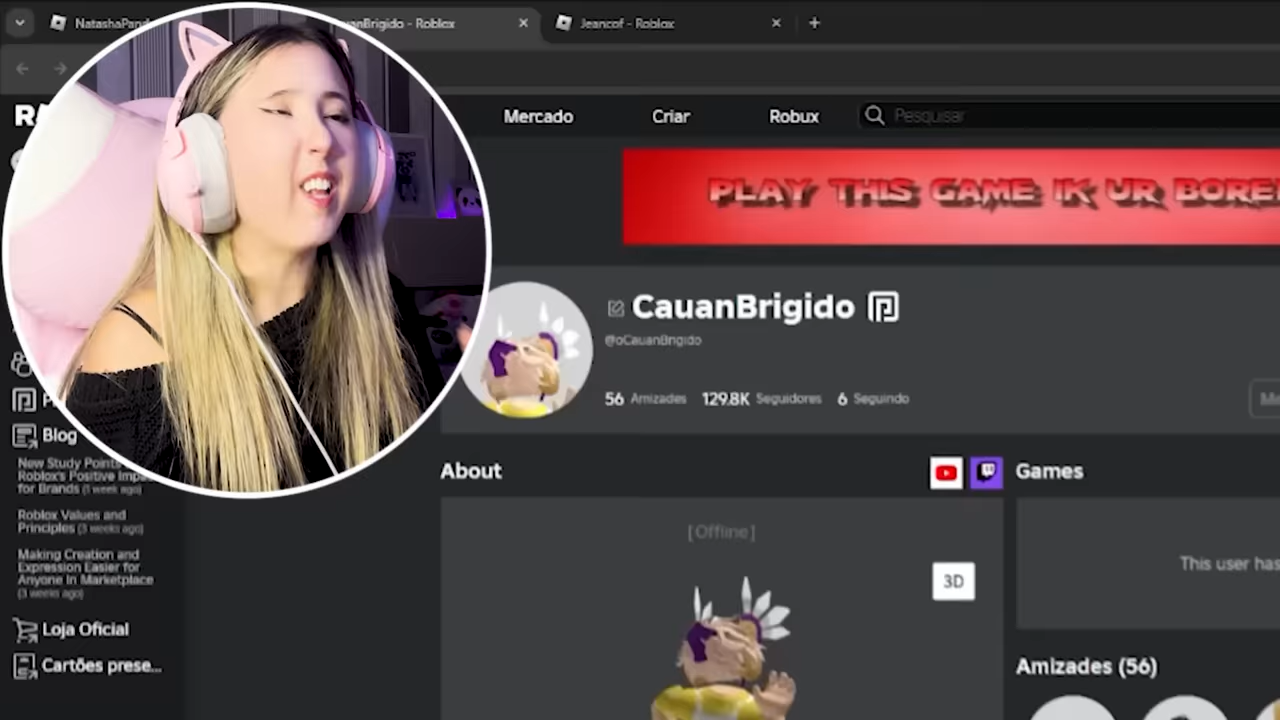 NatashaPand
uanBrigido - Roblox
Jeancof - Roblox
Mercado
Criar
Robux
Pesquisar
PLAY THIS GAME IK UR BORE
CauanBrigido
@oCauanBrigido
56 Amizades 129.8K Seguidores 6 Seguindo
Blog
New Study Points
Roblox's Positive Impa
for Brands (1 week ago)
Roblox Values and
Principles (3 weeks ago)
Making Creation and
Expression Easier for
Anyone In Marketplace
(3 weeks ago)
Loja Oficial
Cartões prese...
About
[Offline]
3D
Games
This user has
Amizades (56)